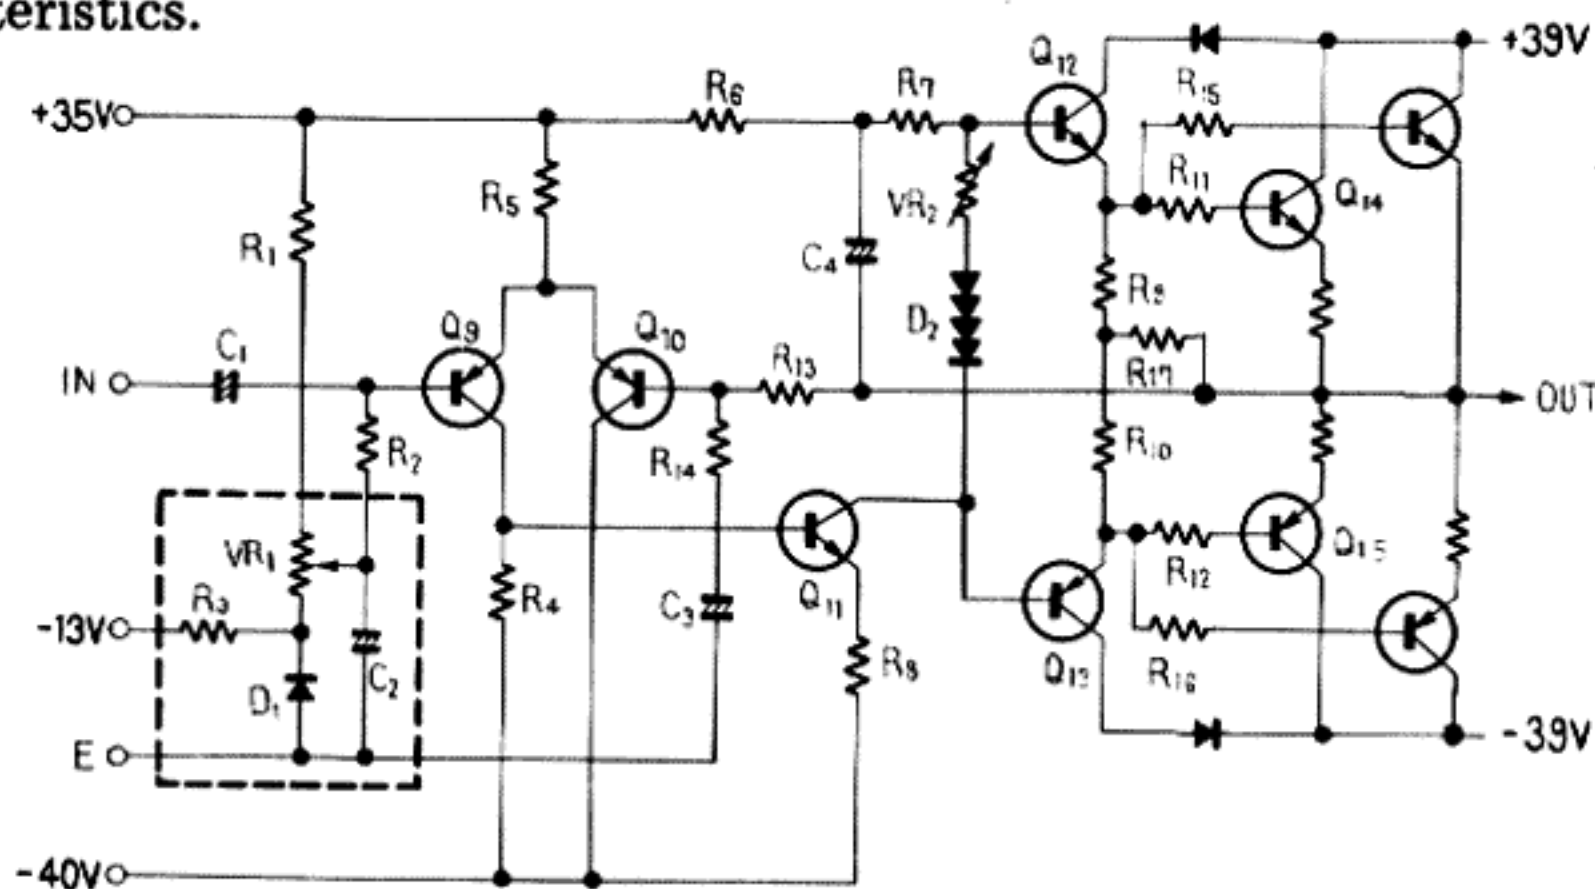 teristics.
+39V
Q12
R6
R7
R15
+35V
R11
Q14
R5
VR2
R1
C4
R9
D2
Q9
Q10
C1
R13
IN
R17
OUT
R2
R14
R10
VR1
Q15
R12
R3
R4
C3
Q11
-13V
C2
R8
Q13
R16
D1
E
-39V
-40V